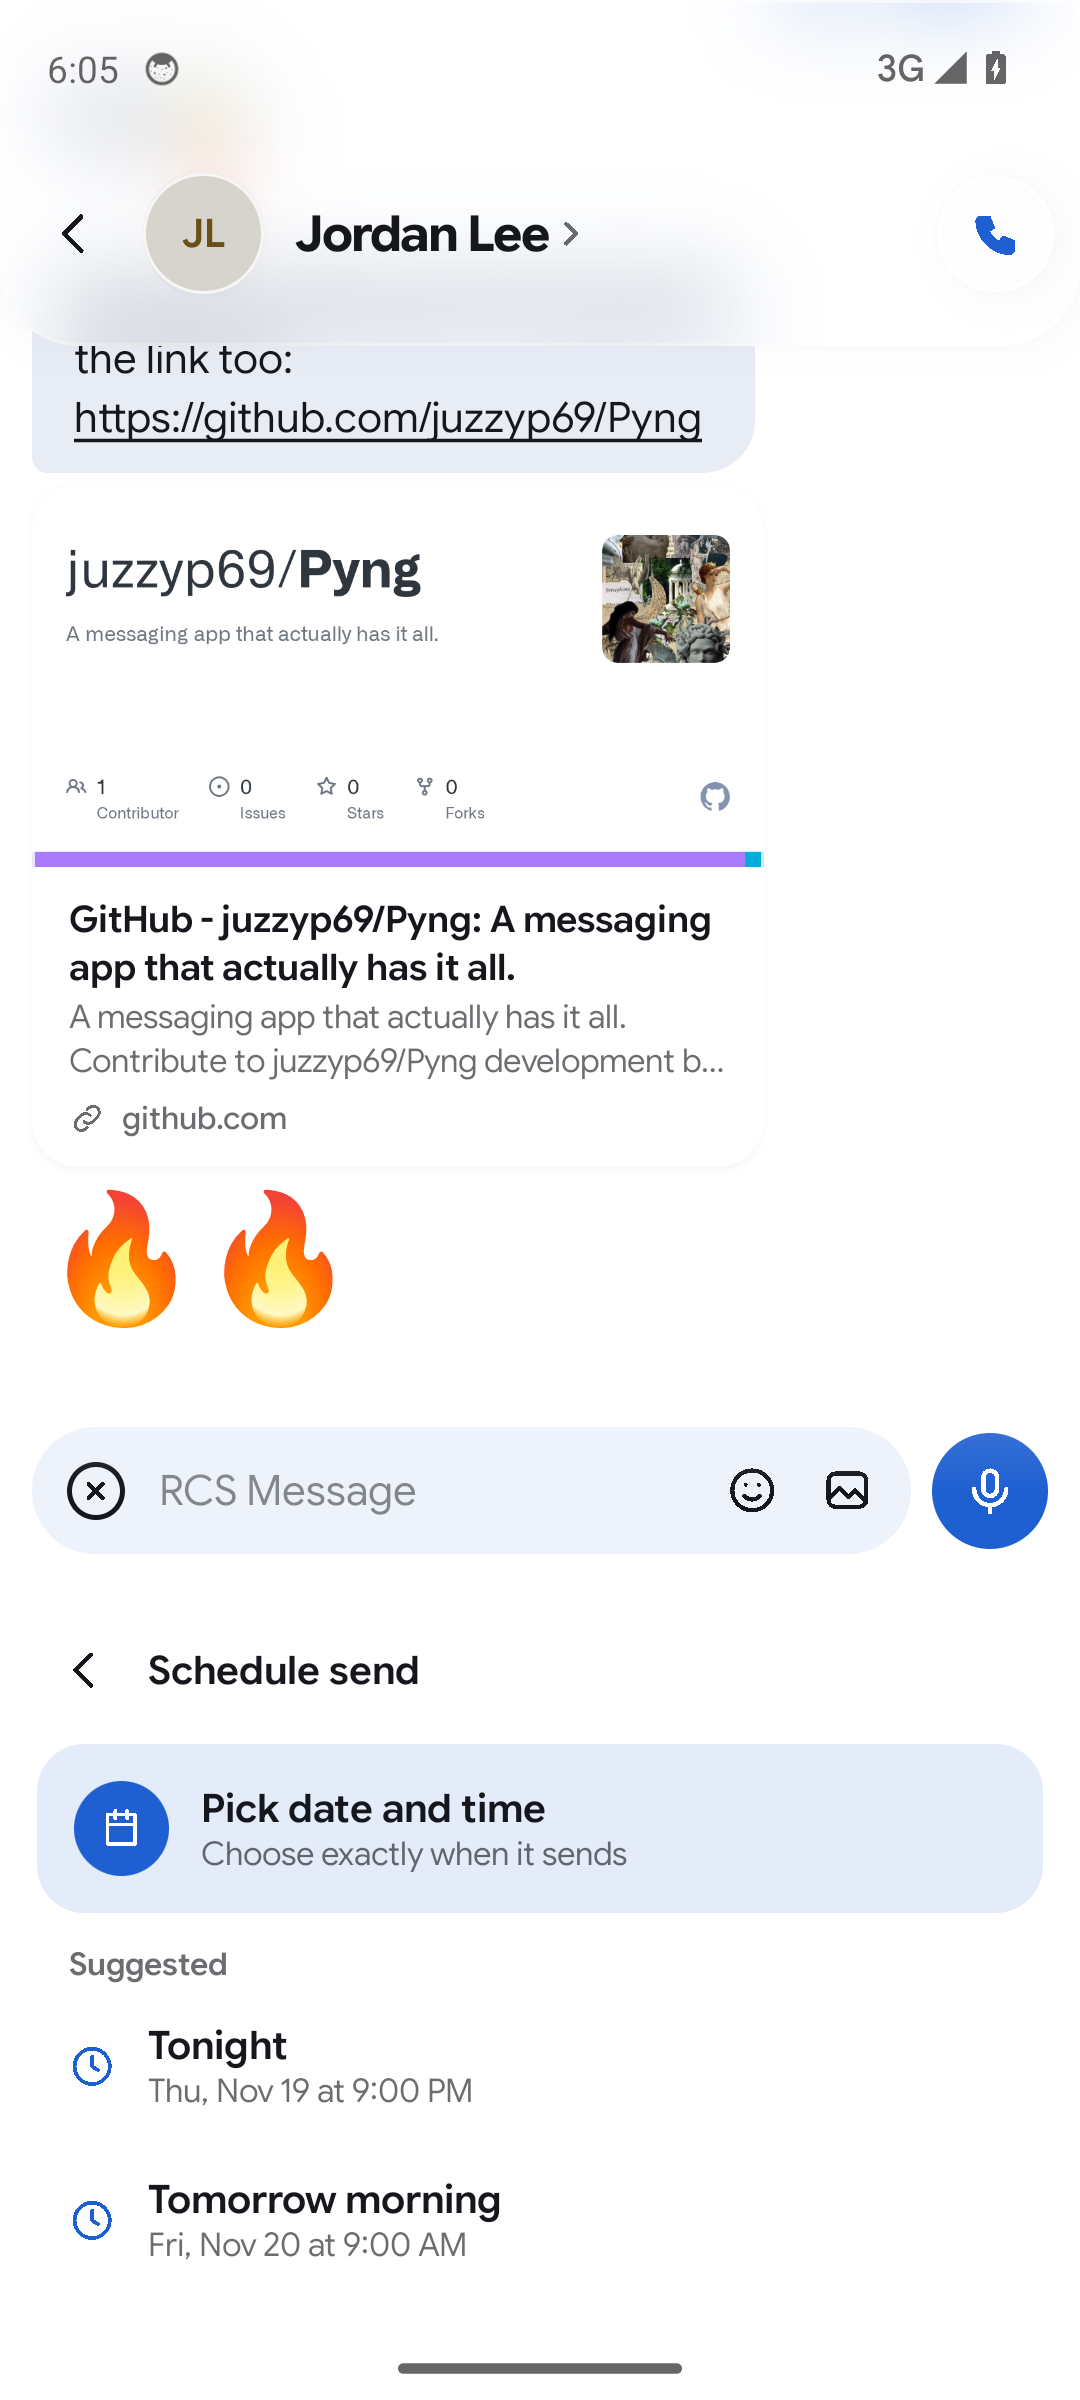 6:05
3G
JL
Jordan Lee
the link too:
https://github.com/juzzyp69/Pyng
juzzyp69/Pyng
A messaging app that actually has it all.
1
Contributor
0
Issues
0
Stars
0
Forks
GitHub - juzzyp69/Pyng: A messaging
app that actually has it all.
A messaging app that actually has it all.
Contribute to juzzyp69/Pyng development b...
github.com
RCS Message
Schedule send
Pick date and time
Choose exactly when it sends
Suggested
Tonight
Thu, Nov 19 at 9:00 PM
Tomorrow morning
Fri, Nov 20 at 9:00 AM